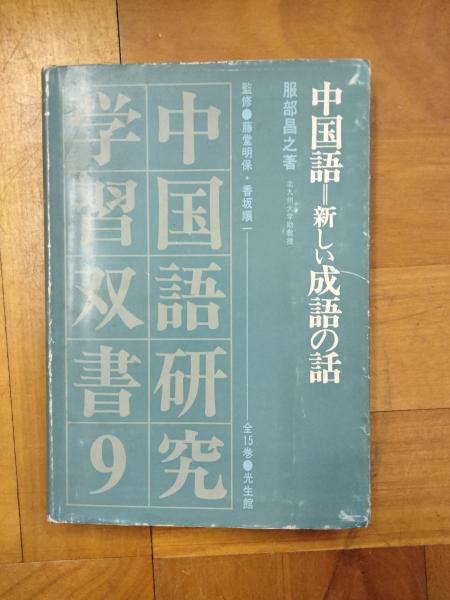 中国語=新しい成語の話
服部昌之著
北九州大学助教授
監修●藤堂明保・香坂順一
全15巻●光生館
中国語研究
学習双書9